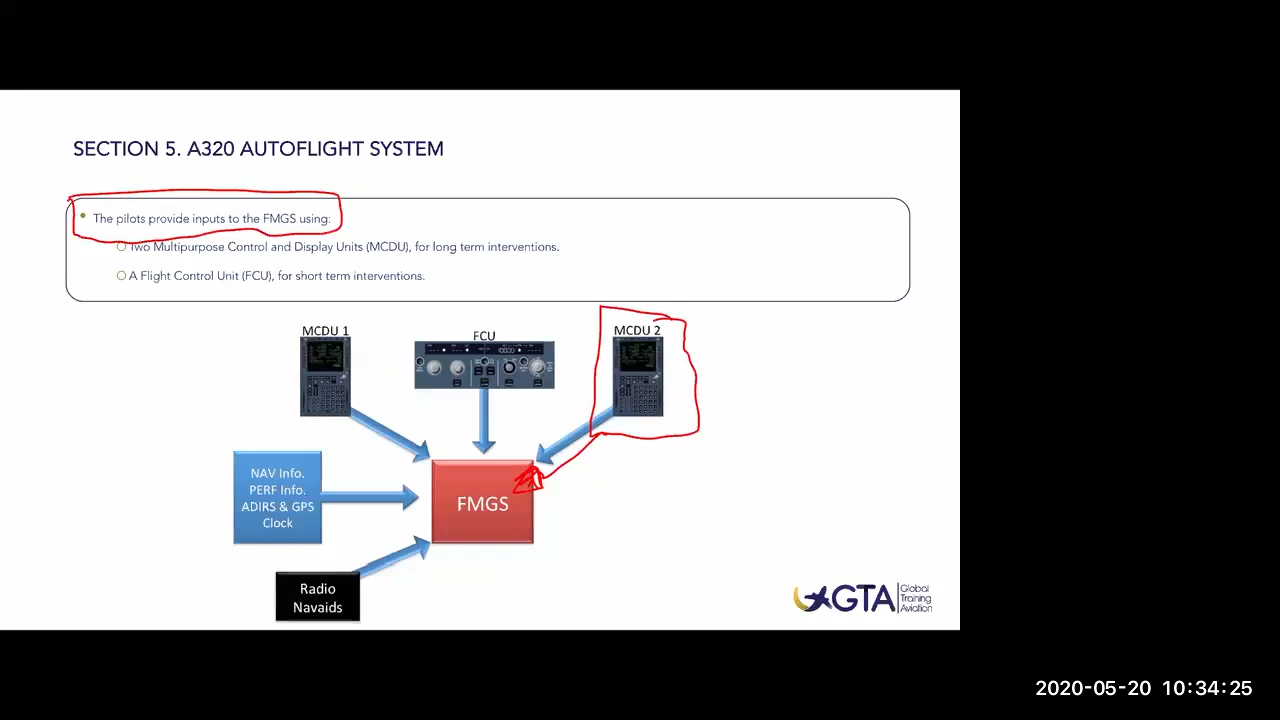 SECTION 5. A320 AUTOFLIGHT SYSTEM
The pilots provide inputs to the FMGS using:
Two Multipurpose Control and Display Units (MCDU), for long term interventions.
A Flight Control Unit (FCU), for short term interventions.
MCDU 1
FCU
MCDU 2
NAV Info.
PERF Info.
ADIRS & GPS
Clock
FMGS
Radio
Navaids
GTA
Global
Training
Aviation
2020-05-20 10:34:25